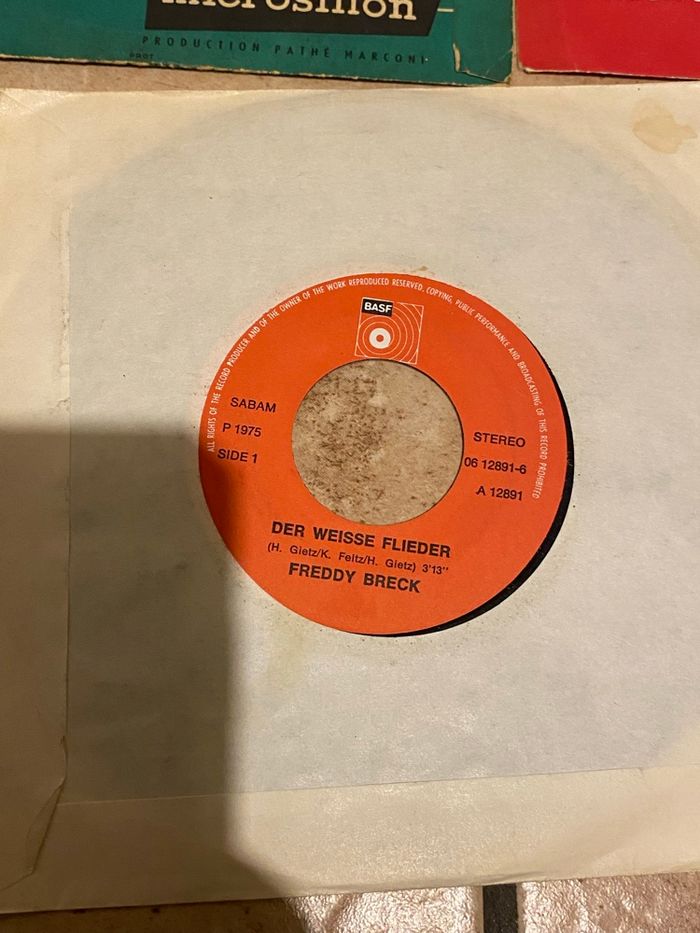 microsillon
PRODUCTION PATHÉ MARCONI
ALL RIGHTS OF THE RECORD PRODUCER AND OF THE OWNER OF THE WORK REPRODUCED RESERVED, COPYING, PUBLIC PERFORMANCE AND BROADCASTING OF THIS RECORD PROHIBITED
BASF
SABAM
P 1975
SIDE 1
STEREO
06 12891-6
A 12891
DER WEISSE FLIEDER
(H. Gietz/K. Feltz/H. Gietz) 3'13"
FREDDY BRECK